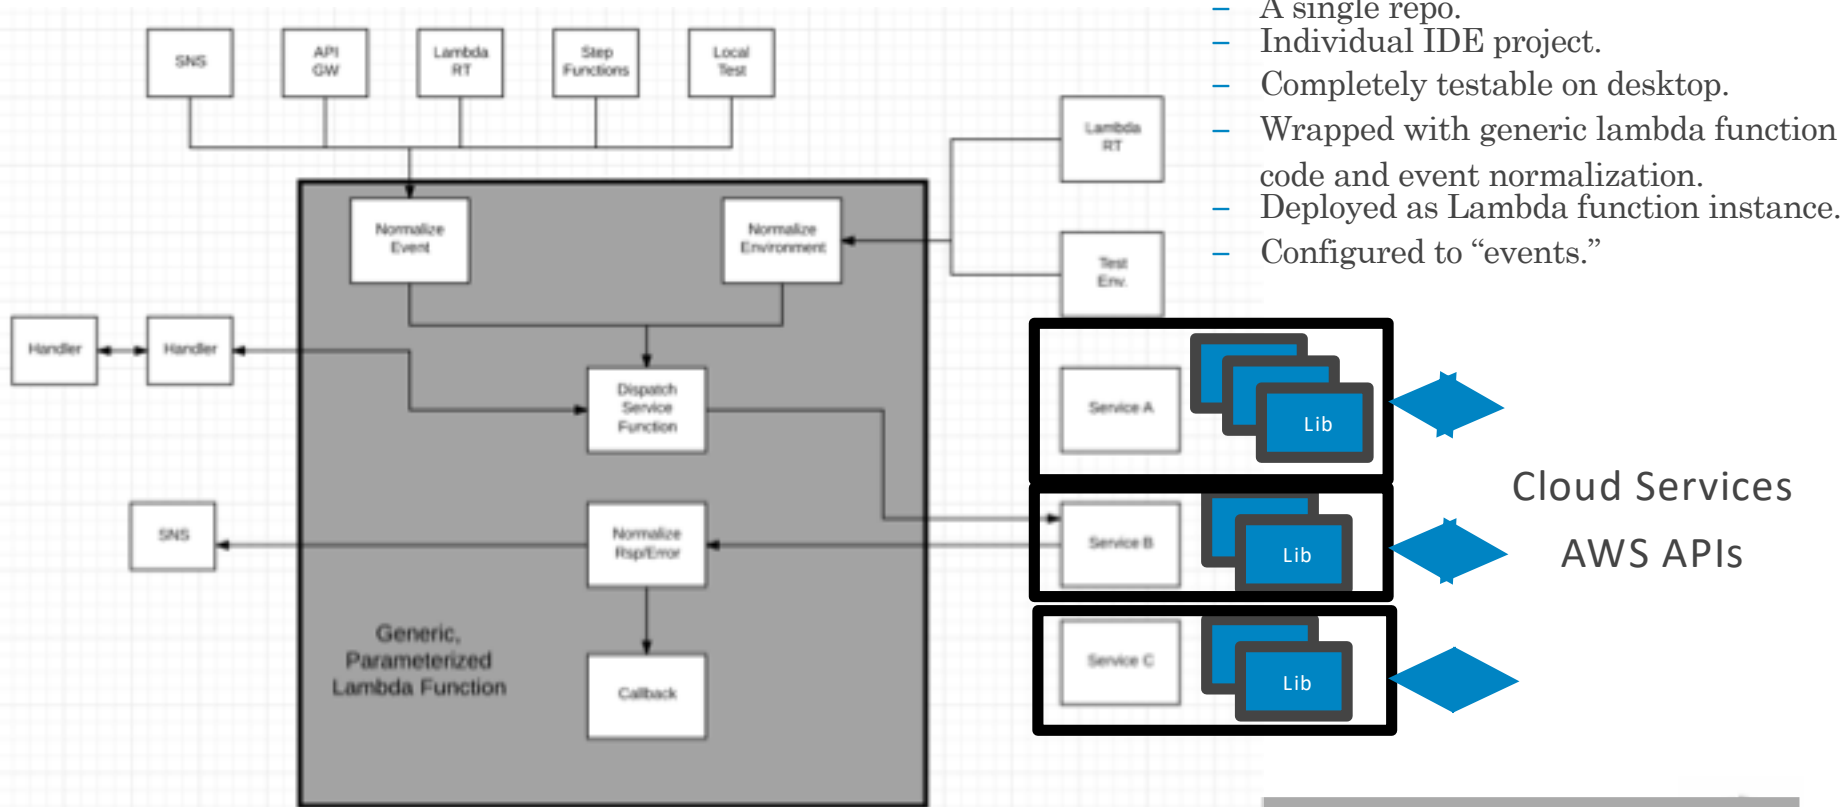 – A single repo.
– Individual IDE project.
– Completely testable on desktop.
– Wrapped with generic lambda function
code and event normalization.
– Deployed as Lambda function instance.
– Configured to “events.”
SNS
API
GW
Lambda
RT
Step
Functions
Local
Test
Lambda
RT
Normalize
Event
Normalize
Environment
Test
Env.
Handler
Handler
Dispatch
Service
Function
Service A
Lib
Cloud Services
AWS APIs
SNS
Normalize
Rsp/Error
Service B
Lib
Generic,
Parameterized
Lambda Function
Callback
Service C
Lib